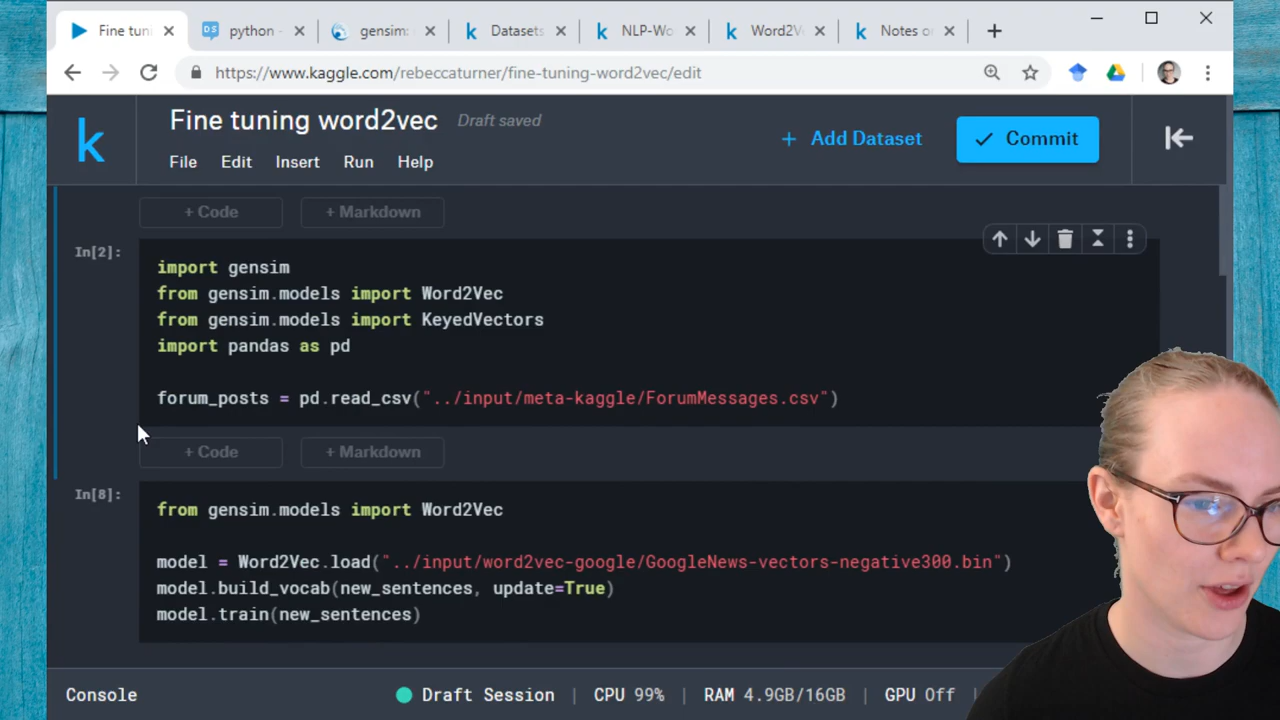 Fine tuni
python -
gensim:
Datasets
NLP-Wo
Word2V
Notes or
https://www.kaggle.com/rebeccaturner/fine-tuning-word2vec/edit
k
Fine tuning word2vec
Draft saved
File Edit Insert Run Help
+ Add Dataset
Commit
+ Code
+ Markdown
In[2]:
import gensim
from gensim.models import Word2Vec
from gensim.models import KeyedVectors
import pandas as pd
forum_posts = pd.read_csv("../input/meta-kaggle/ForumMessages.csv")
+ Code
+ Markdown
In[8]:
from gensim.models import Word2Vec
model = Word2Vec.load("../input/word2vec-google/GoogleNews-vectors-negative300.bin")
model.build_vocab(new_sentences, update=True)
model.train(new_sentences)
Console
Draft Session | CPU 99% | RAM 4.9GB/16GB | GPU Off |